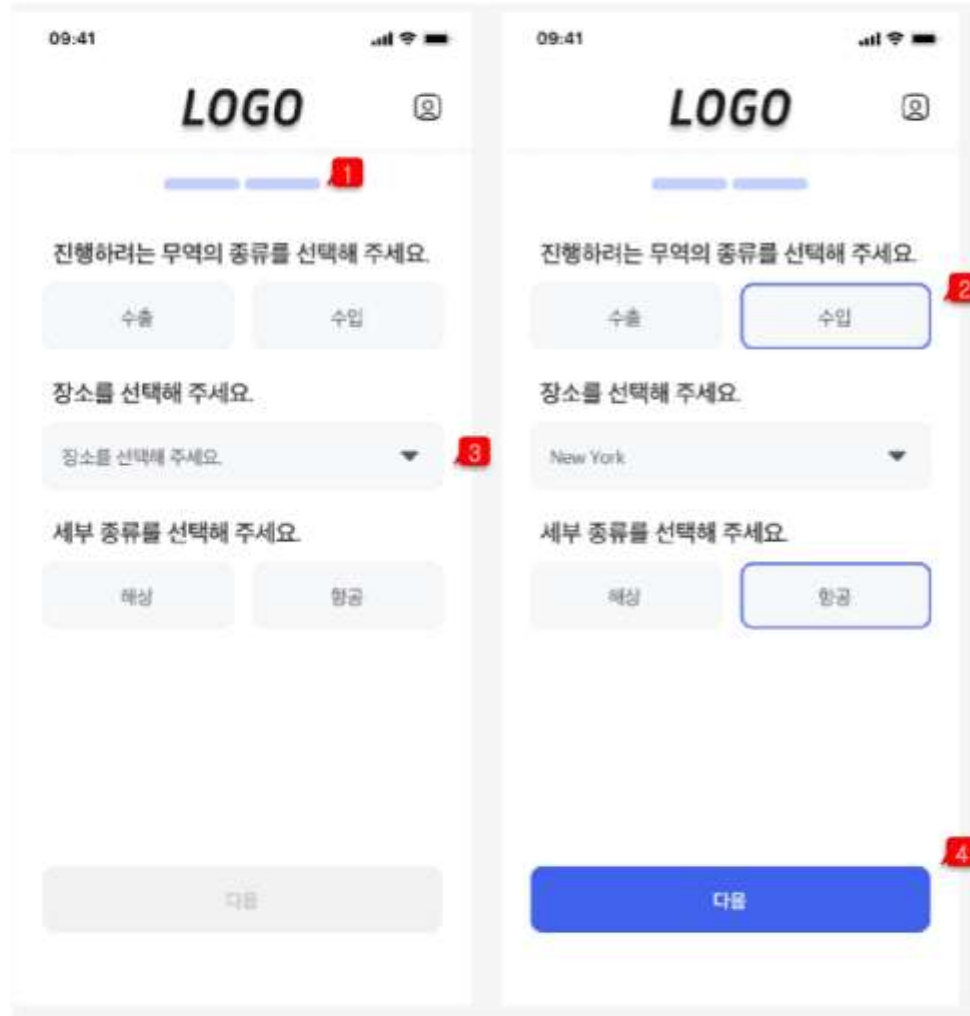 09:41
LOGO
1
진행하려는 무역의 종류를 선택해 주세요.
수출
수입
장소를 선택해 주세요.
장소를 선택해 주세요.
3
세부 종류를 선택해 주세요.
해상
항공
다음
09:41
LOGO
진행하려는 무역의 종류를 선택해 주세요.
2
수출
수입
장소를 선택해 주세요.
New York
세부 종류를 선택해 주세요.
해상
항공
4
다음